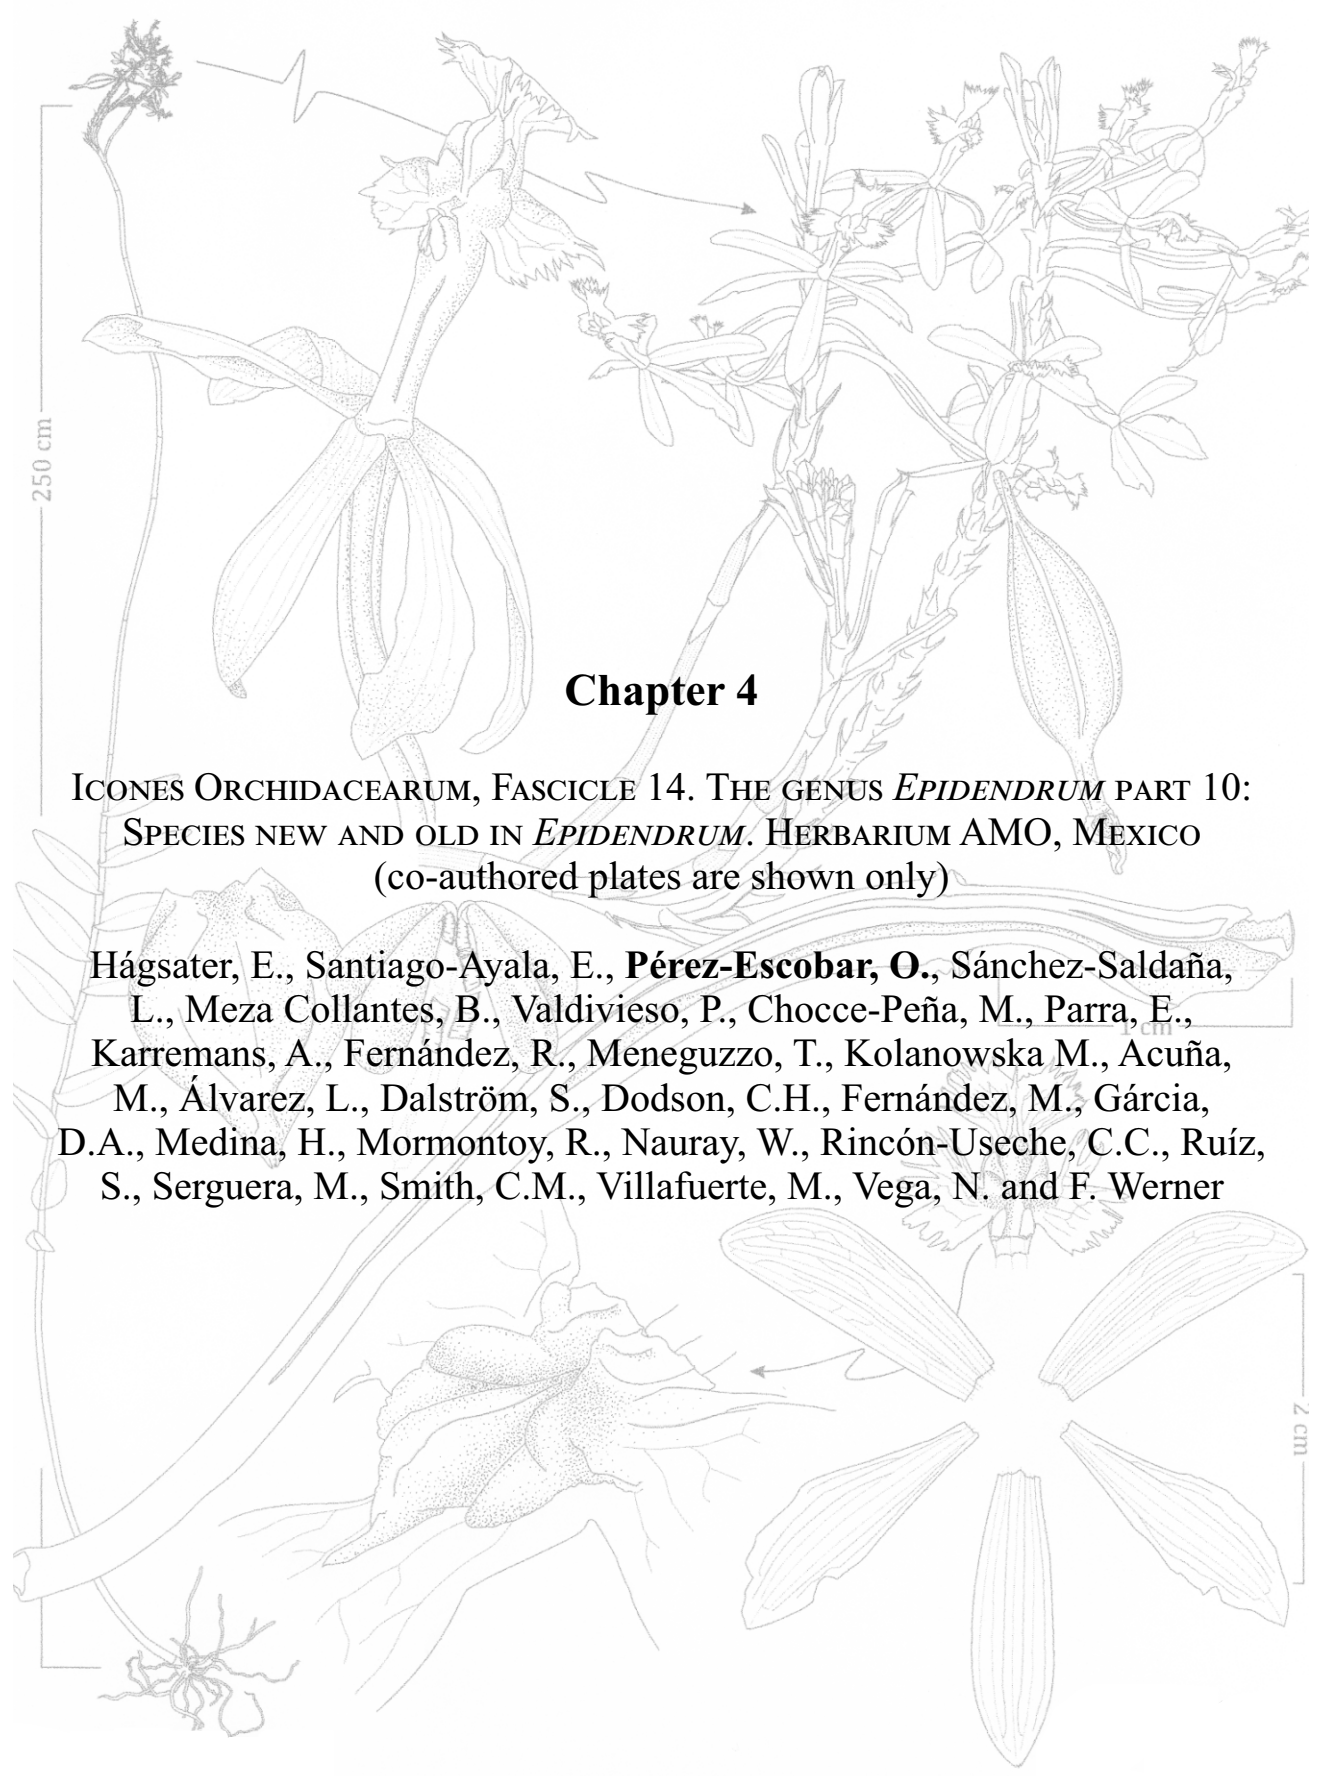 250 cm
Chapter 4
Icones Orchidacearum, Fascicle 14. The genus Epidendrum part 10:
Species new and old in Epidendrum. Herbarium AMO, Mexico
(co-authored plates are shown only)
Hágsater, E., Santiago-Ayala, E., Pérez-Escobar, O., Sánchez-Saldaña,
L., Meza Collantes, B., Valdivieso, P., Chocce-Peña, M., Parra, E.,
1 cm
Karremans, A., Fernández, R., Meneguzzo, T., Kolanowska M., Acuña,
M., Álvarez, L., Dalström, S., Dodson, C.H., Fernández, M., Gárcia,
D.A., Medina, H., Mormontoy, R., Nauray, W., Rincón-Useche, C.C., Ruíz,
S., Serguera, M., Smith, C.M., Villafuerte, M., Vega, N. and F. Werner
2 cm